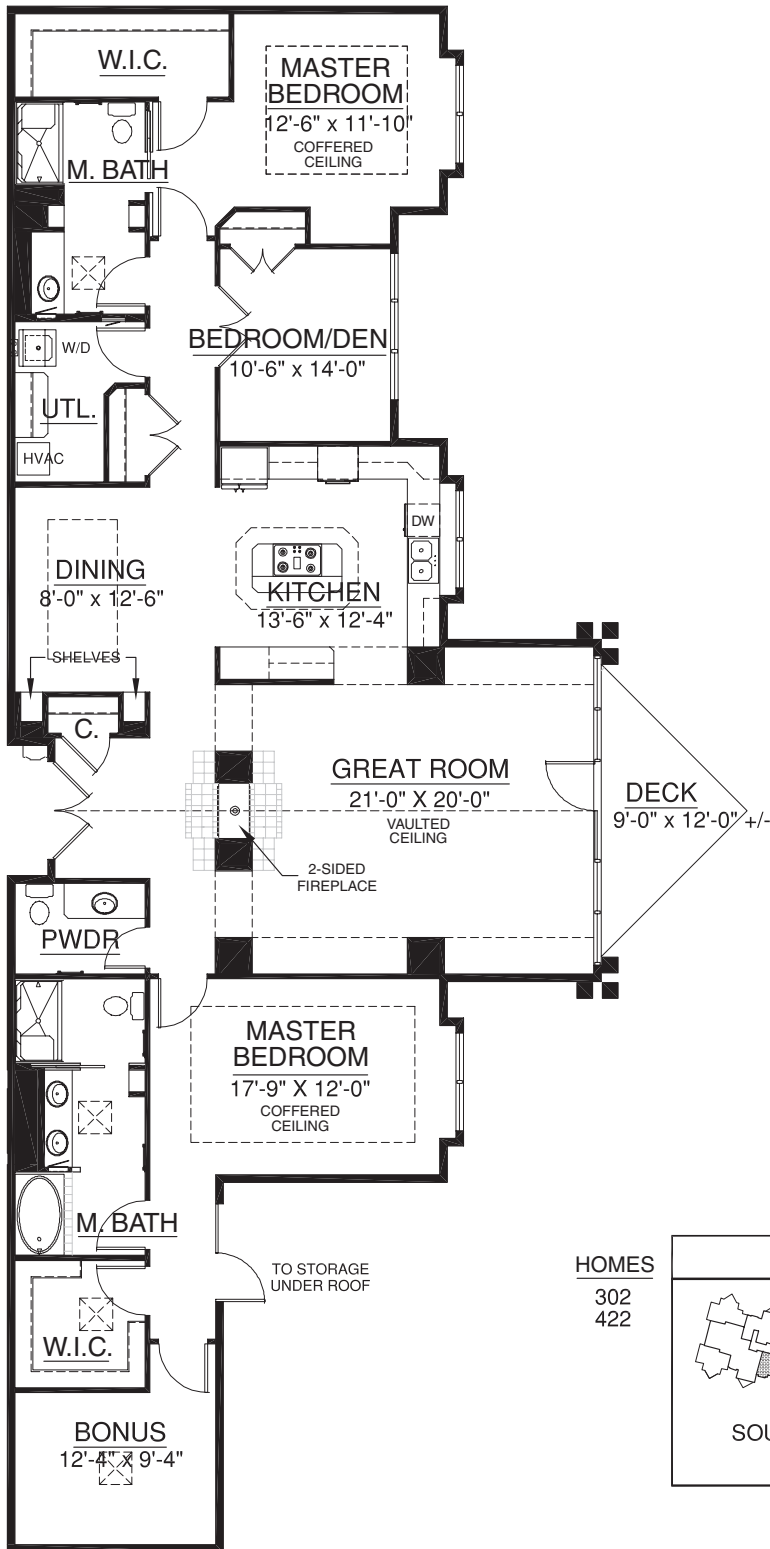 W.I.C.
MASTER
BEDROOM
12'-6" x 11'-10"
COFFERED
CEILING
M. BATH
BEDROOM/DEN
10'-6" x 14'-0"
W/D
UTL.
HVAC
DW
DINING
8'-0" x 12'-6"
KITCHEN
13'-6" x 12'-4"
SHELVES
C.
GREAT ROOM
21'-0" X 20'-0"
VAULTED
CEILING
DECK
9'-0" x 12'-0" +/-
2-SIDED
FIREPLACE
PWDR
MASTER
BEDROOM
17'-9" X 12'-0"
COFFERED
CEILING
M. BATH
TO STORAGE
UNDER ROOF
W.I.C.
BONUS
12'-4" x 9'-4"
HOMES
302
422
SOU